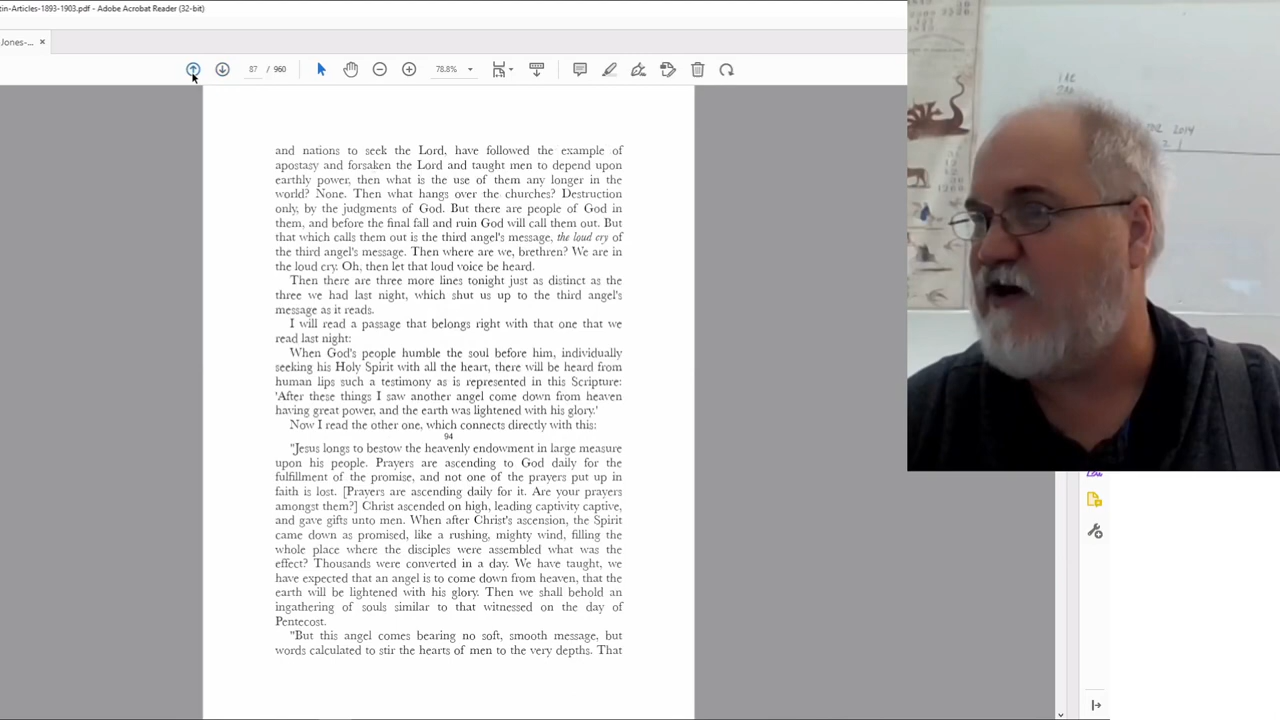 tin-Articles-1893-1903.pdf - Adobe Acrobat Reader (32-bit)
Jones-... ×
87 / 960 78.8%
and nations to seek the Lord, have followed the example of
apostasy and forsaken the Lord and taught men to depend upon
earthly power, then what is the use of them any longer in the
world? None. Then what hangs over the churches? Destruction
only, by the judgments of God. But there are people of God in
them, and before the final fall and ruin God will call them out. But
that which calls them out is the third angel's message, the loud cry of
the third angel's message. Then where are we, brethren? We are in
the loud cry. Oh, then let that loud voice be heard.
Then there are three more lines tonight just as distinct as the
three we had last night, which shut us up to the third angel's
message as it reads.
I will read a passage that belongs right with that one that we
read last night:
When God's people humble the soul before him, individually
seeking his Holy Spirit with all the heart, there will be heard from
human lips such a testimony as is represented in this Scripture:
'After these things I saw another angel come down from heaven
having great power, and the earth was lightened with his glory.'
Now I read the other one, which connects directly with this:
94
"Jesus longs to bestow the heavenly endowment in large measure
upon his people. Prayers are ascending to God daily for the
fulfillment of the promise, and not one of the prayers put up in
faith is lost. [Prayers are ascending daily for it. Are your prayers
amongst them?] Christ ascended on high, leading captivity captive,
and gave gifts unto men. When after Christ's ascension, the Spirit
came down as promised, like a rushing, mighty wind, filling the
whole place where the disciples were assembled what was the
effect? Thousands were converted in a day. We have taught, we
have expected that an angel is to come down from heaven, that the
earth will be lightened with his glory. Then we shall behold an
ingathering of souls similar to that witnessed on the day of
Pentecost.
"But this angel comes bearing no soft, smooth message, but
words calculated to stir the hearts of men to the very depths. That
2014
1260